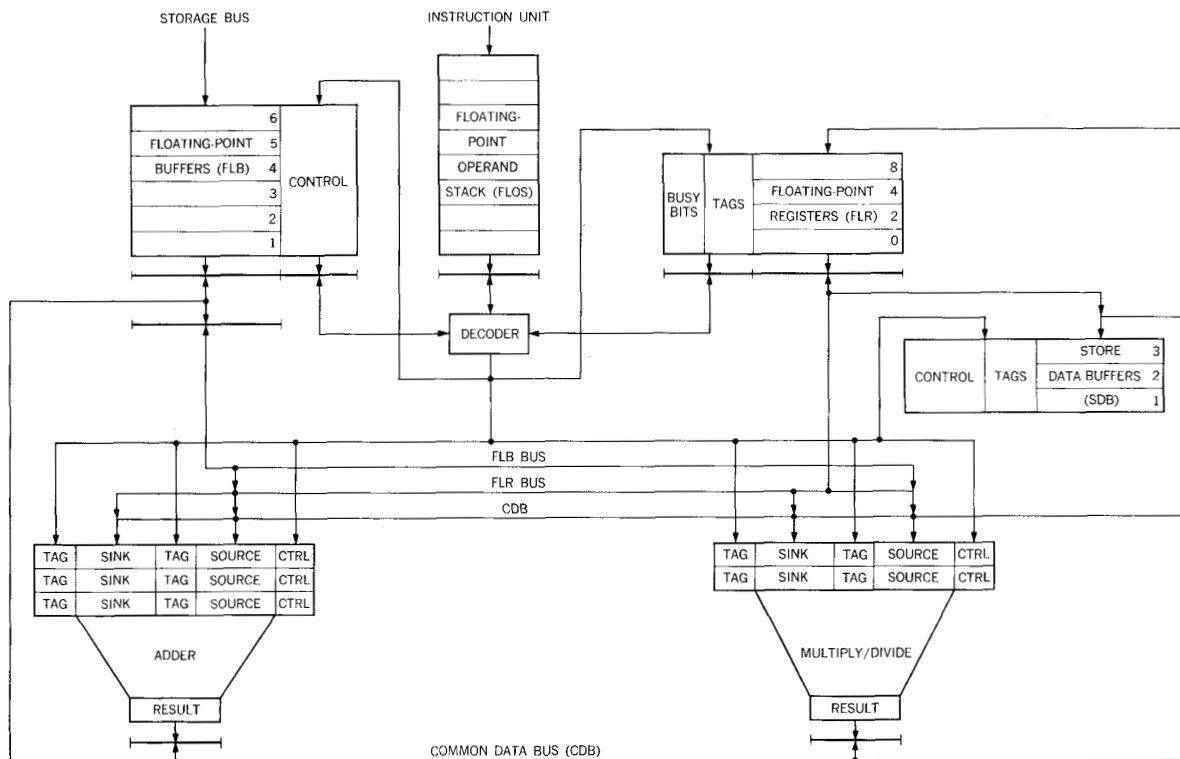 STORAGE BUS
INSTRUCTION UNIT
6
FLOATING-POINT 5
BUFFERS (FLB) 4
3
2
1
CONTROL
FLOATING-
POINT
OPERAND
STACK (FLOS)
BUSY
BITS
TAGS
8
FLOATING-POINT 4
REGISTERS (FLR) 2
0
DECODER
CONTROL
TAGS
STORE 3
DATA BUFFERS 2
(SDB) 1
FLB BUS
FLR BUS
CDB
TAG SINK TAG SOURCE CTRL
TAG SINK TAG SOURCE CTRL
TAG SINK TAG SOURCE CTRL
ADDER
RESULT
TAG SINK TAG SOURCE CTRL
TAG SINK TAG SOURCE CTRL
MULTIPLY/DIVIDE
RESULT
COMMON DATA BUS (CDB)